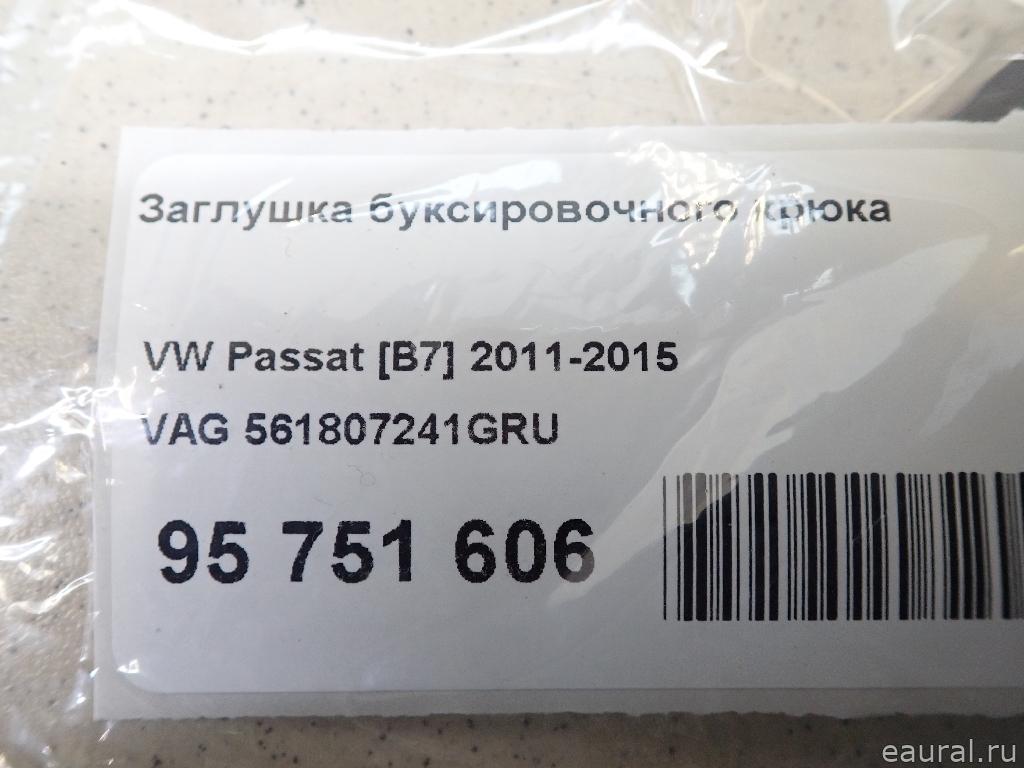 Заглушка буксировочного крюка
VW Passat [B7] 2011-2015
VAG 561807241GRU
95 751 606
eaural.ru